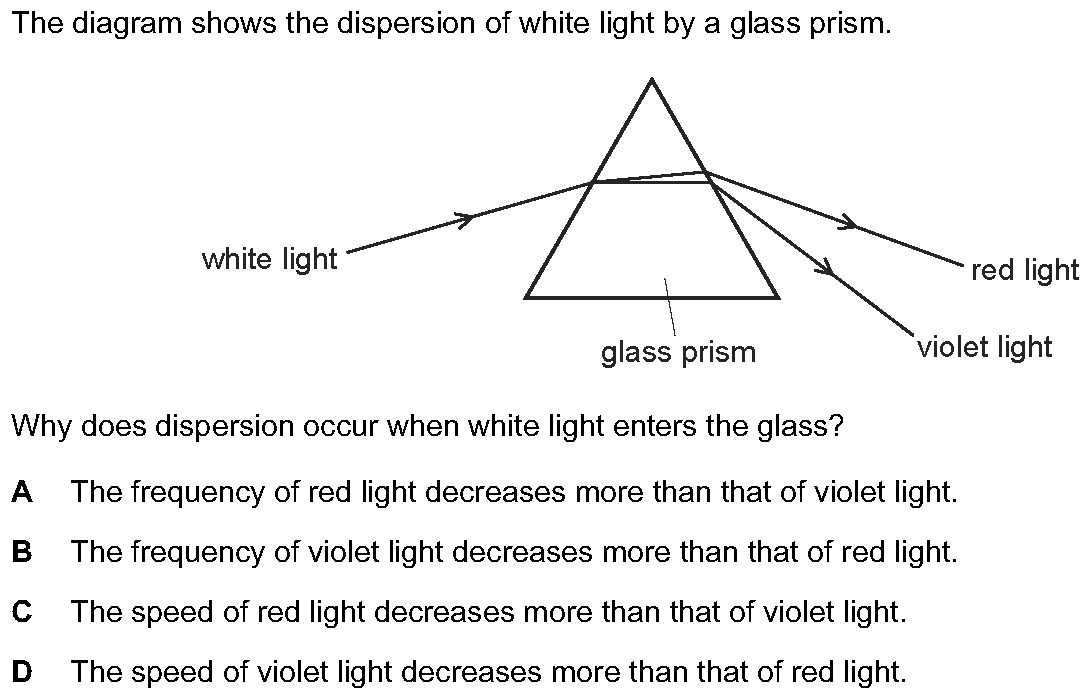 The diagram shows the dispersion of white light by a glass prism.
white light
red light
glass prism
violet light
Why does dispersion occur when white light enters the glass?
A The frequency of red light decreases more than that of violet light.
B The frequency of violet light decreases more than that of red light.
C The speed of red light decreases more than that of violet light.
D The speed of violet light decreases more than that of red light.